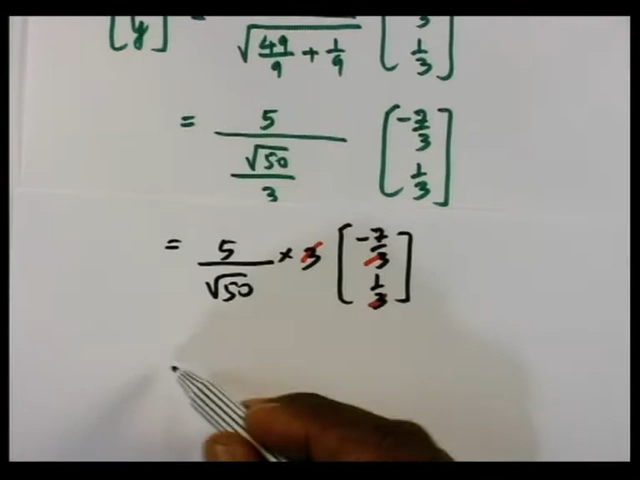 [y] =
√(49/9 + 1/9) [3 1/3]
= 5/(√50/3) [-7/3 1/3]
= 5/√50 × 3 [-7/3 1/3]